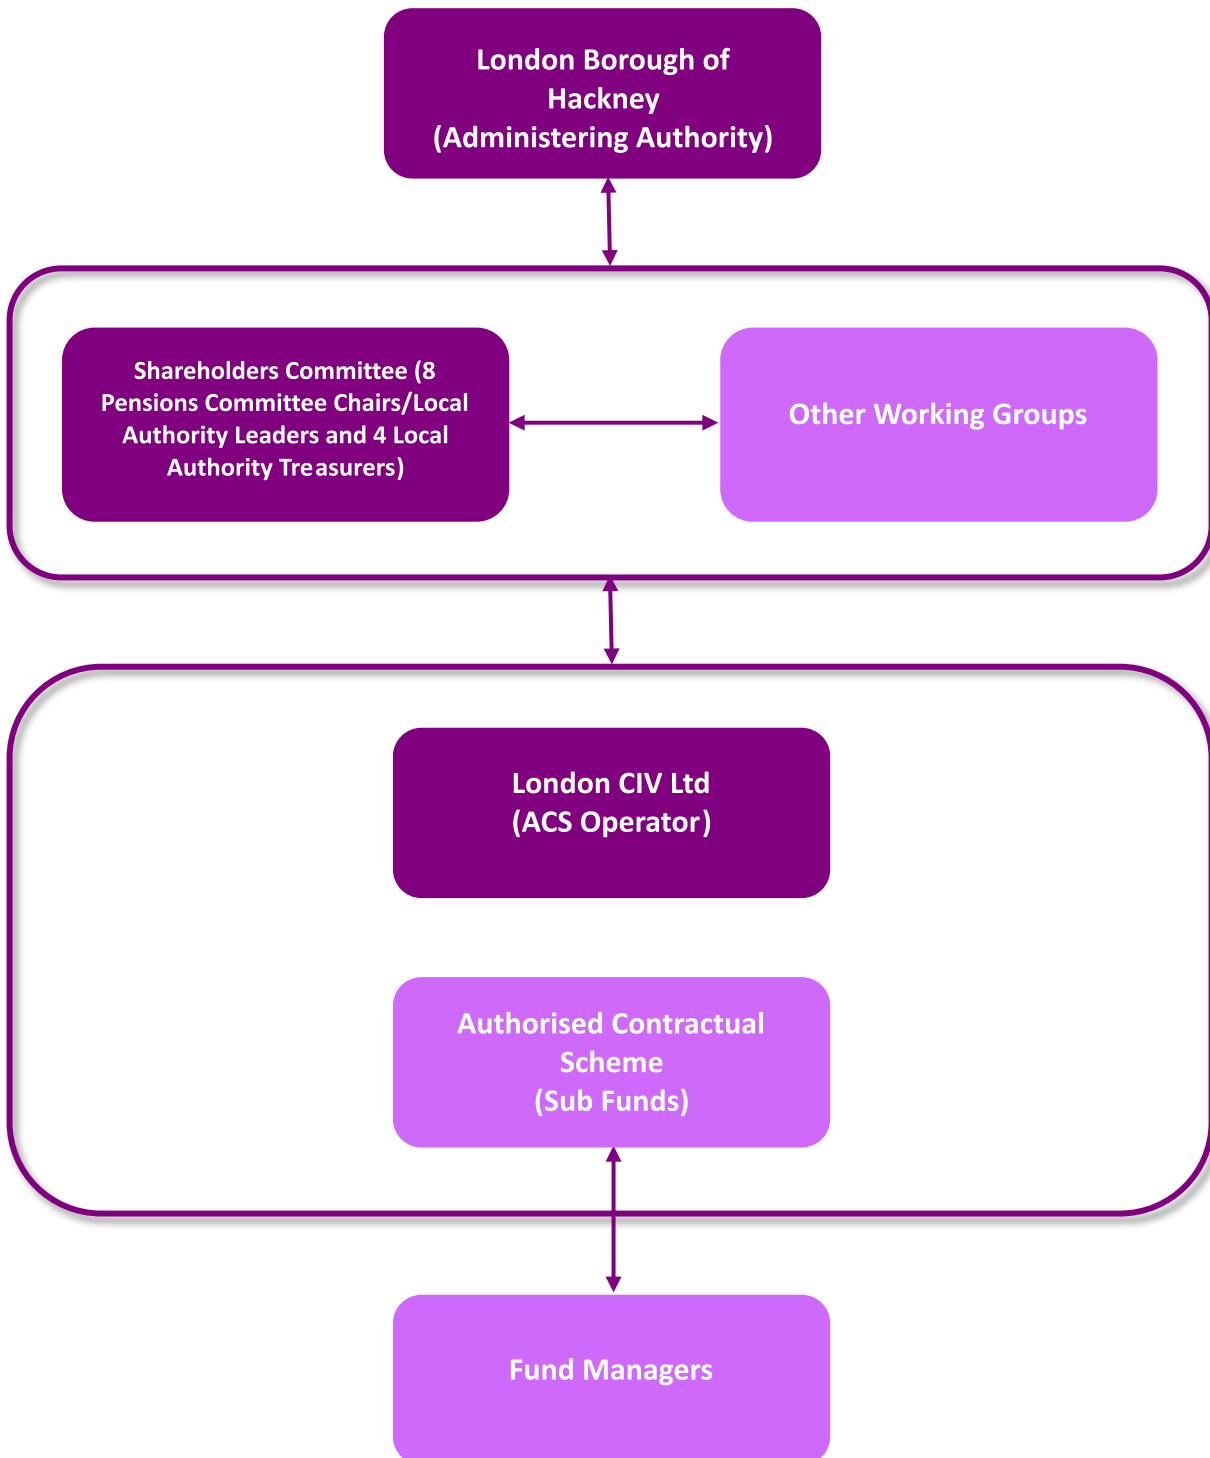 London Borough of
Hackney
(Administering Authority)
Shareholders Committee (8
Pensions Committee Chairs/Local
Authority Leaders and 4 Local
Authority Treasurers)
Other Working Groups
London CIV Ltd
(ACS Operator)
Authorised Contractual
Scheme
(Sub Funds)
Fund Managers